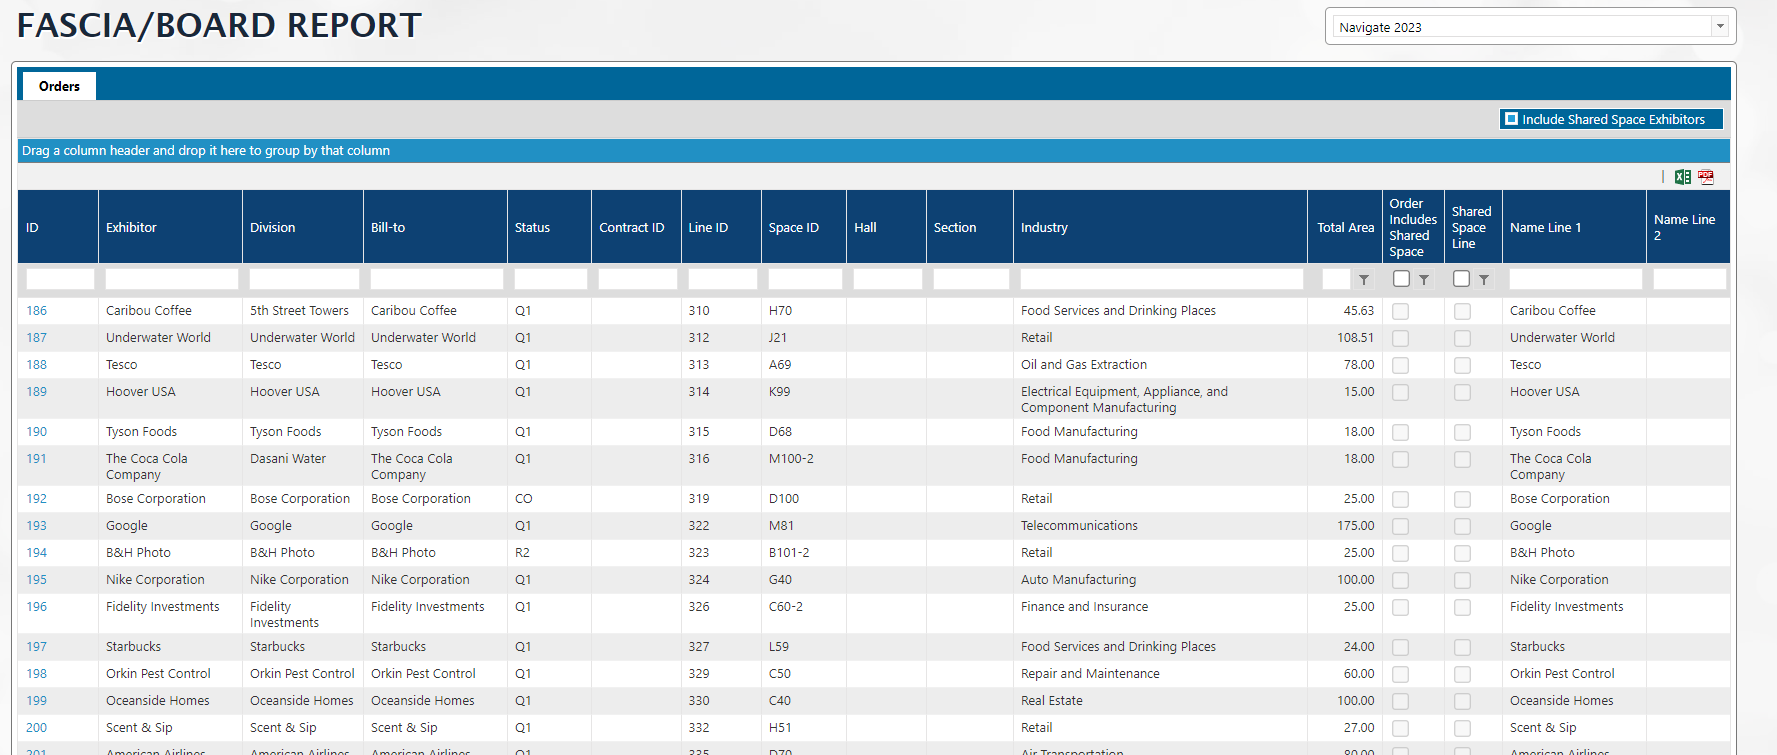 FASCIA/BOARD REPORT
Navigate 2023
Orders
Include Shared Space Exhibitors
Drag a column header and drop it here to group by that column
ID Exhibitor Division Bill-to Status Contract ID Line ID Space ID Hall Section Industry Total Area Order Includes Shared Space Shared Space Line Name Line 1 Name Line 2
186 Caribou Coffee 5th Street Towers Caribou Coffee Q1 310 H70 Food Services and Drinking Places 45.63 Caribou Coffee
187 Underwater World Underwater World Underwater World Q1 312 J21 Retail 108.51 Underwater World
188 Tesco Tesco Tesco Q1 313 A69 Oil and Gas Extraction 78.00 Tesco
189 Hoover USA Hoover USA Hoover USA Q1 314 K99 Electrical Equipment, Appliance, and Component Manufacturing 15.00 Hoover USA
190 Tyson Foods Tyson Foods Tyson Foods Q1 315 D68 Food Manufacturing 18.00 Tyson Foods
191 The Coca Cola Company Dasani Water The Coca Cola Company Q1 316 M100-2 Food Manufacturing 18.00 The Coca Cola Company
192 Bose Corporation Bose Corporation Bose Corporation CO 319 D100 Retail 25.00 Bose Corporation
193 Google Google Google Q1 322 M81 Telecommunications 175.00 Google
194 B&H Photo B&H Photo B&H Photo R2 323 B101-2 Retail 25.00 B&H Photo
195 Nike Corporation Nike Corporation Nike Corporation Q1 324 G40 Auto Manufacturing 100.00 Nike Corporation
196 Fidelity Investments Fidelity Investments Fidelity Investments Q1 326 C60-2 Finance and Insurance 25.00 Fidelity Investments
197 Starbucks Starbucks Starbucks Q1 327 L59 Food Services and Drinking Places 24.00 Starbucks
198 Orkin Pest Control Orkin Pest Control Orkin Pest Control Q1 329 C50 Repair and Maintenance 60.00 Orkin Pest Control
199 Oceanside Homes Oceanside Homes Oceanside Homes Q1 330 C40 Real Estate 100.00 Oceanside Homes
200 Scent & Sip Scent & Sip Scent & Sip Q1 332 H51 Retail 27.00 Scent & Sip
201 American Airlines American Airlines American Airlines Q1 335 D70 Air Transportation 80.00 American Airlines